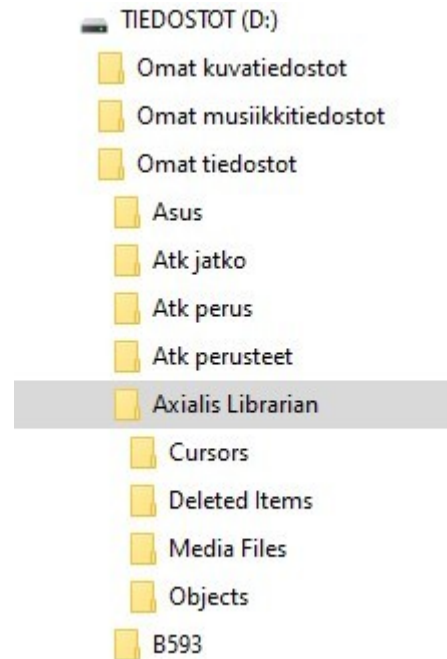 TIEDOSTOT (D:)
Omat kuvatiedostot
Omat musiikkitiedostot
Omat tiedostot
Asus
Atk jatko
Atk perus
Atk perusteet
Axialis Librarian
Cursors
Deleted Items
Media Files
Objects
B593